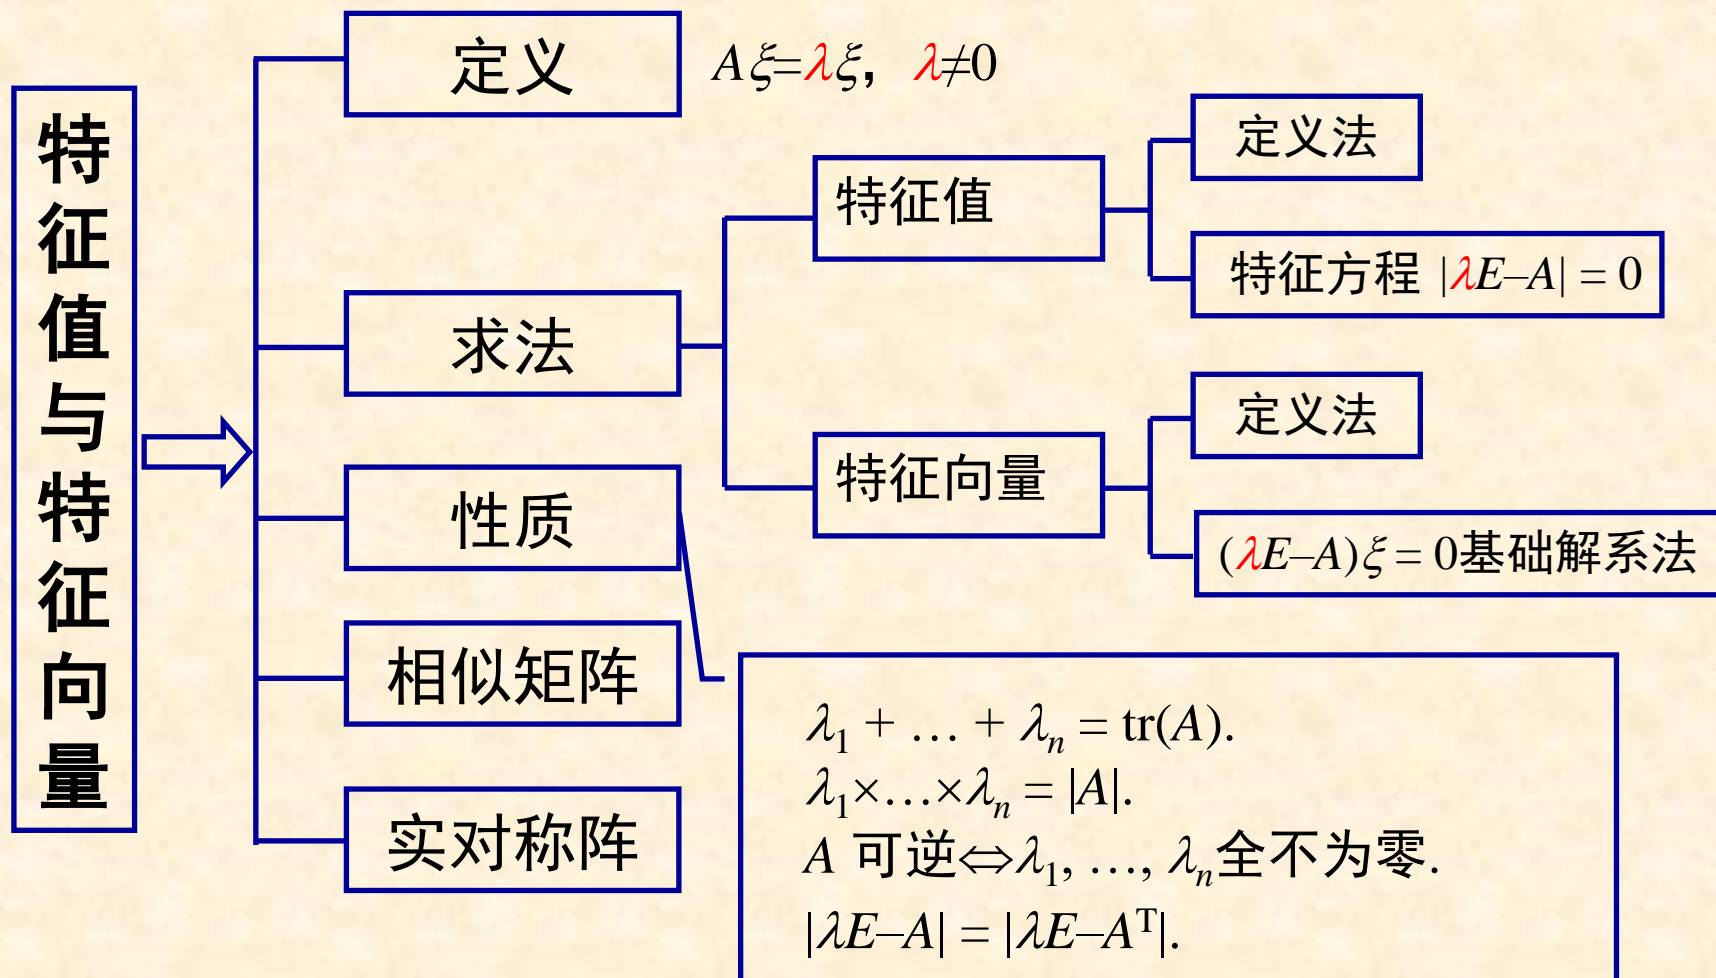 特征值与特征向量
定义
Aξ=λξ, λ≠0
求法
特征值
定义法
特征方程 |λE–A| = 0
特征向量
定义法
(λE–A)ξ = 0基础解系法
性质
λ₁ + … + λₙ = tr(A).
λ₁×…×λₙ = |A|.
A 可逆⇔λ₁, …, λₙ全不为零.
|λE–A| = |λE–Aᵀ|.
相似矩阵
实对称阵